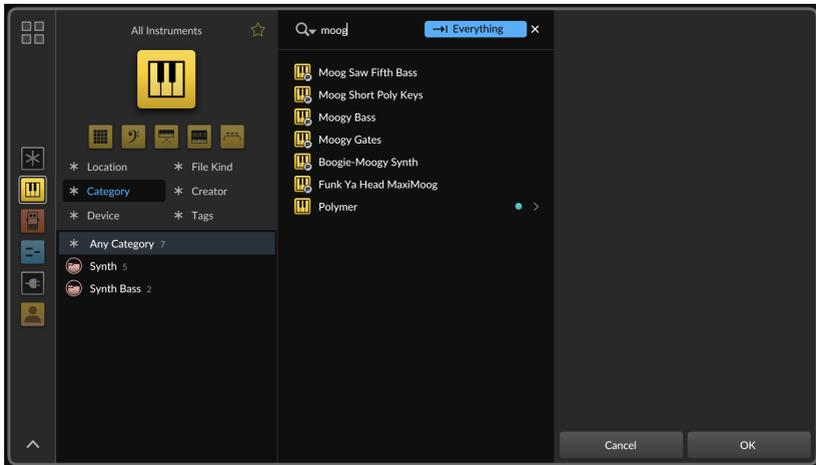 All Instruments
Location
File Kind
Category
Creator
Device
Tags
Any Category 7
Synth 5
Synth Bass 2
moog
Everything
Moog Saw Fifth Bass
Moog Short Poly Keys
Moogy Bass
Moogy Gates
Boogie-Moogy Synth
Funk Ya Head MaxiMoog
Polymer
Cancel
OK